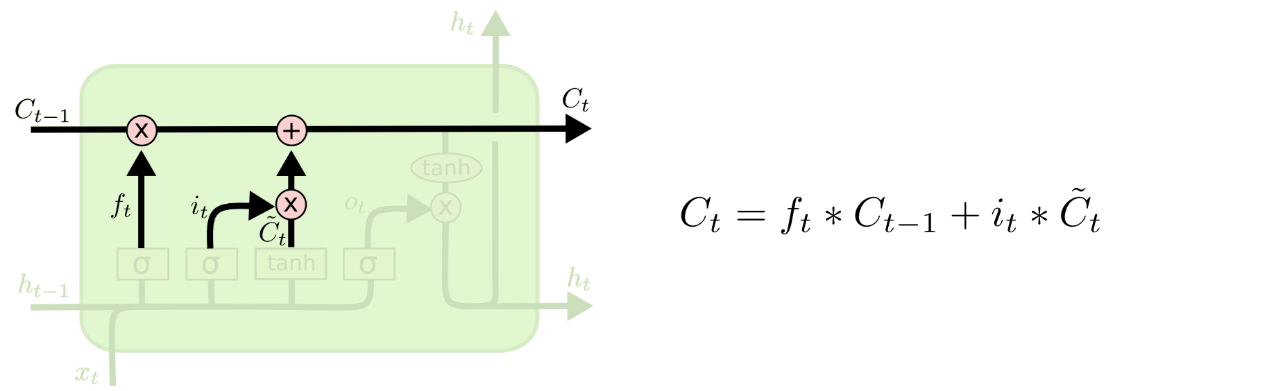 h_t
C_{t-1} C_t
x +
tanh
f_t i_t x o_t x
C̃_t
σ σ tanh σ
h_{t-1} h_t
x_t
C_t = f_t * C_{t-1} + i_t * C̃_t